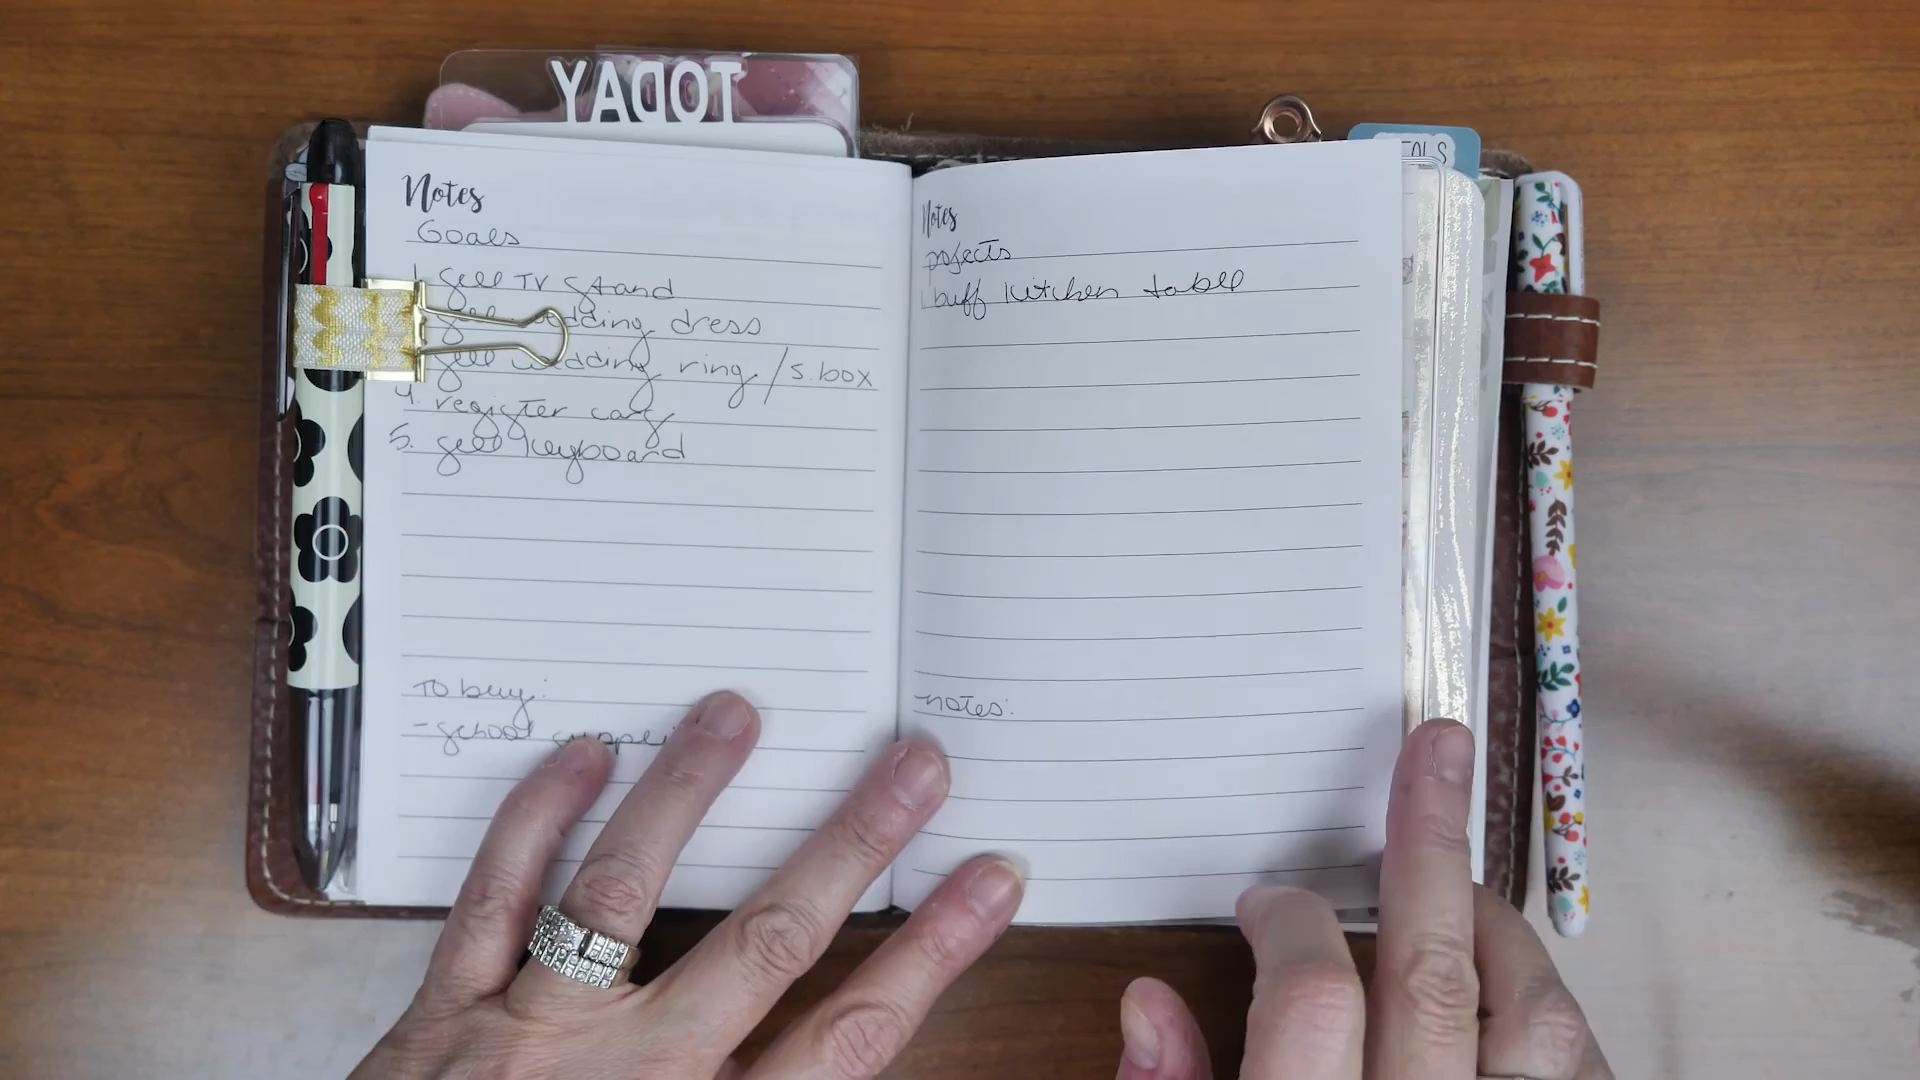 TODAY
Notes
Goals
1. sell TV stand
sell wedding dress
sell wedding ring / s.box
4. register car
5. sell keyboard
To buy:
- school
Notes
projects
1 buff kitchen table
notes: